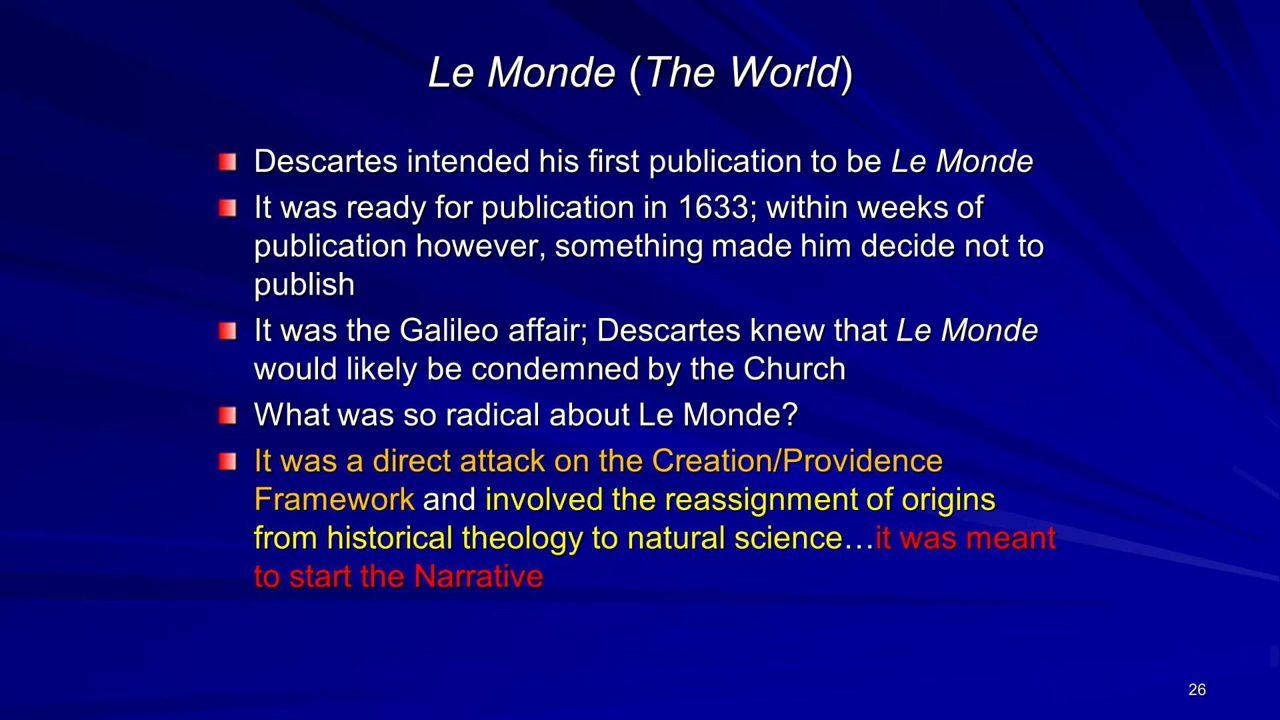 Le Monde (The World)
Descartes intended his first publication to be Le Monde
It was ready for publication in 1633; within weeks of
publication however, something made him decide not to
publish
It was the Galileo affair; Descartes knew that Le Monde
would likely be condemned by the Church
What was so radical about Le Monde?
It was a direct attack on the Creation/Providence
Framework and involved the reassignment of origins
from historical theology to natural science…it was meant
to start the Narrative
26